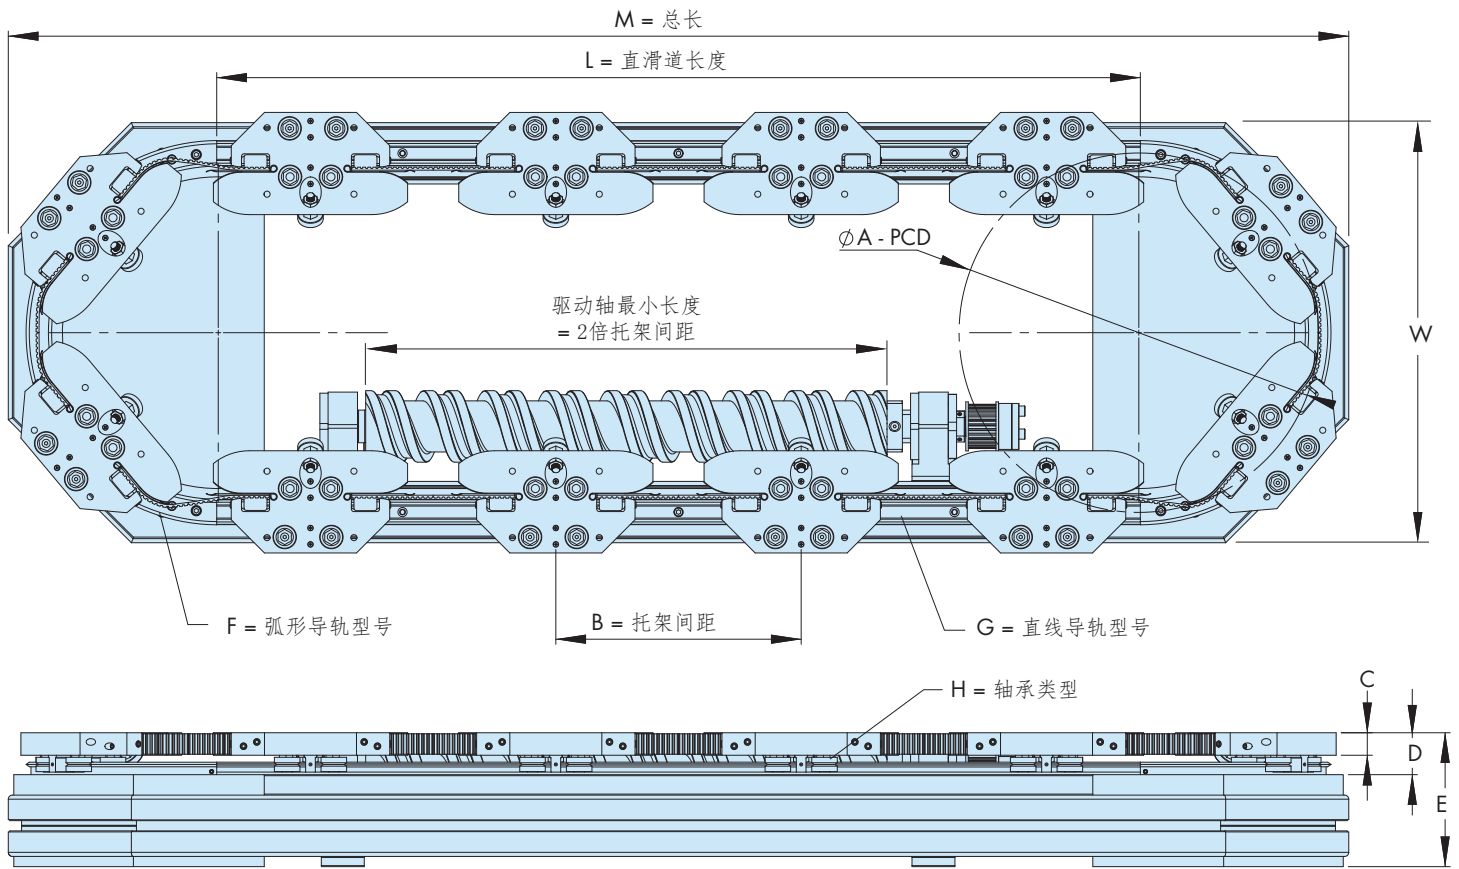 M = 总长
L = 直滑道长度
∅A - PCD
驱动轴最小长度
= 2倍托架间距
W
F = 弧形导轨型号
B = 托架间距
G = 直线导轨型号
H = 轴承类型
C
D
E